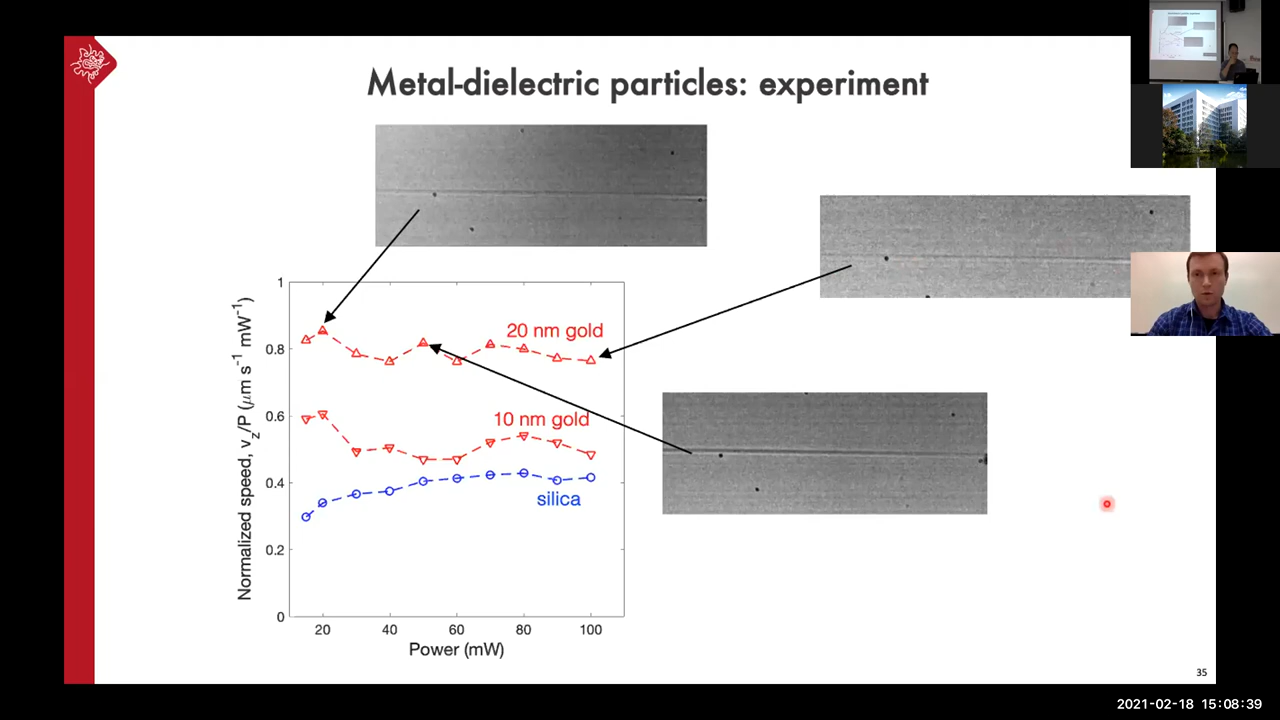 Metal-dielectric particles: experiment
1
0.8
0.6
0.4
0.2
0
20 nm gold
10 nm gold
silica
20 40 60 80 100
Power (mW)
Normalized speed, v_z/P (μm s⁻¹ mW⁻¹)
35
2021-02-18 15:08:39